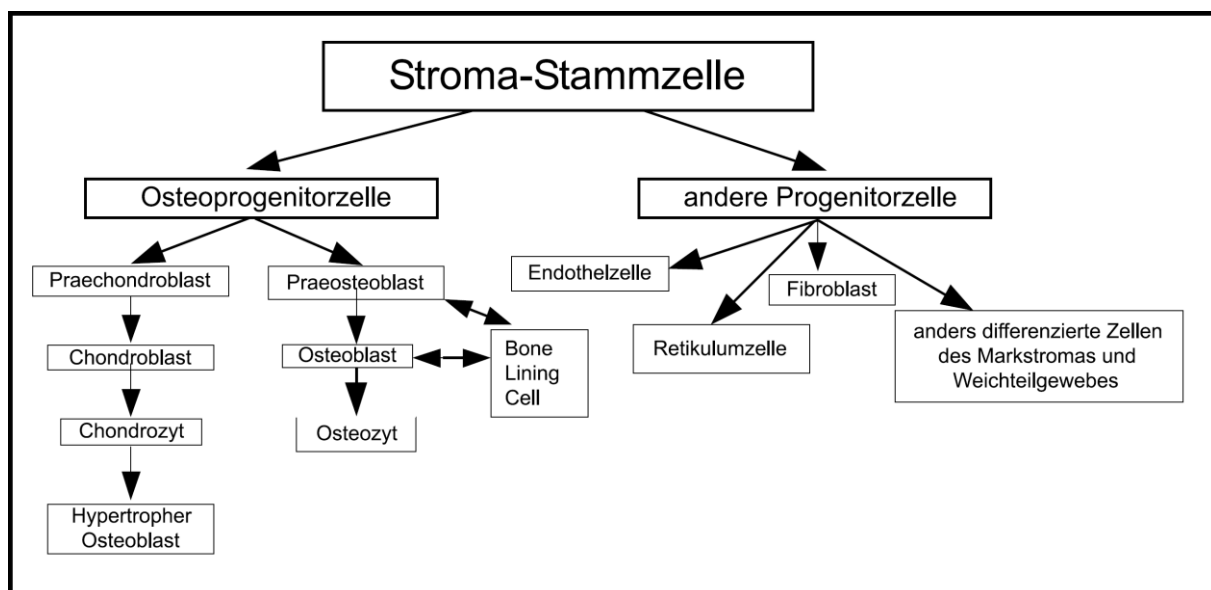 Stroma-Stammzelle
Osteoprogenitorzelle
andere Progenitorzelle
Praechondroblast
Praeosteoblast
Endothelzelle
Fibroblast
Chondroblast
Osteoblast
Bone
Lining
Cell
Retikulumzelle
anders differenzierte Zellen
des Markstromas und
Weichteilgewebes
Chondrozyt
Osteozyt
Hypertropher
Osteoblast